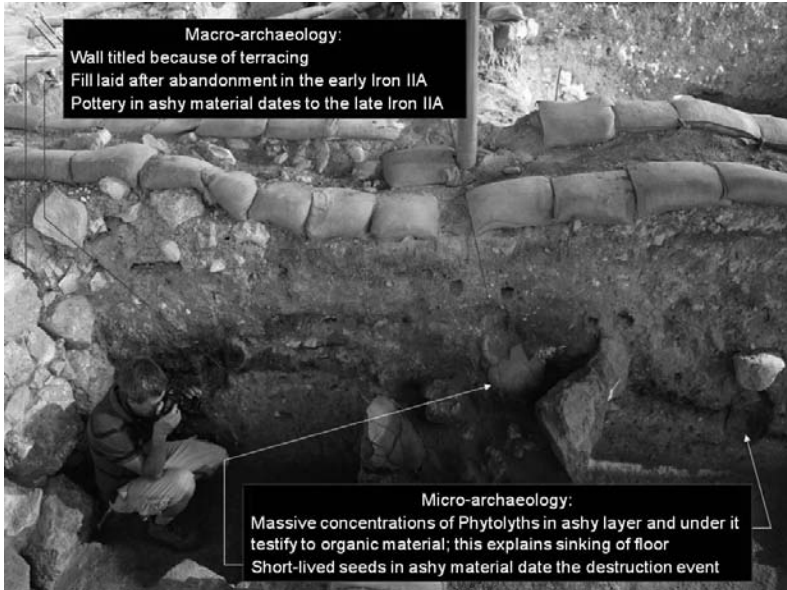 Macro-archaeology:
Wall titled because of terracing
Fill laid after abandonment in the early Iron IIA
Pottery in ashy material dates to the late Iron IIA
Micro-archaeology:
Massive concentrations of Phytolyths in ashy layer and under it
testify to organic material; this explains sinking of floor
Short-lived seeds in ashy material date the destruction event